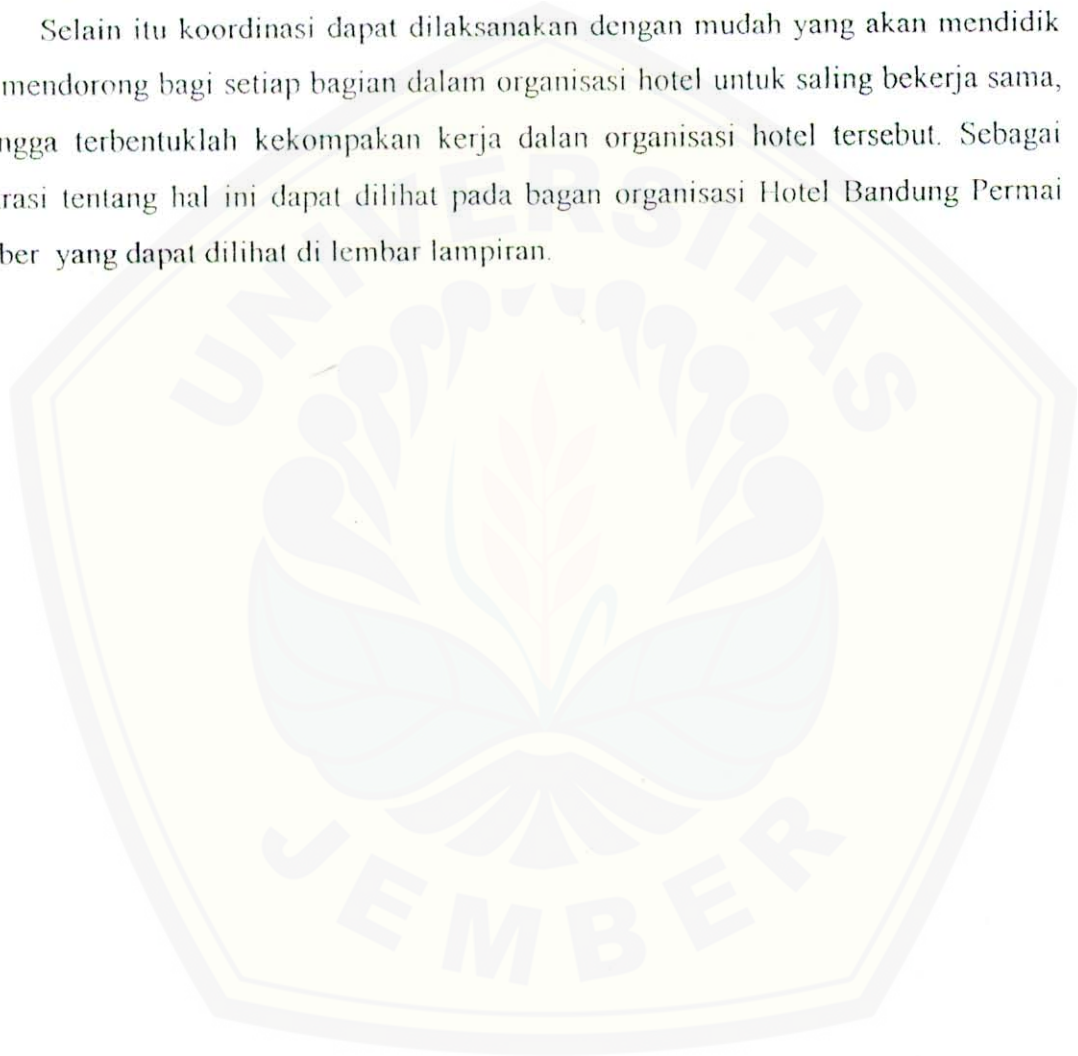 Selain itu koordinasi dapat dilaksanakan dengan mudah yang akan mendidik
mendorong bagi setiap bagian dalam organisasi hotel untuk saling bekerja sama,
ngga terbentuklah kekompakan kerja dalan organisasi hotel tersebut. Sebagai
rasi tentang hal ini dapat dilihat pada bagan organisasi Hotel Bandung Permai
ber yang dapat dilihat di lembar lampiran.
UNIVERSITAS
JEMBER